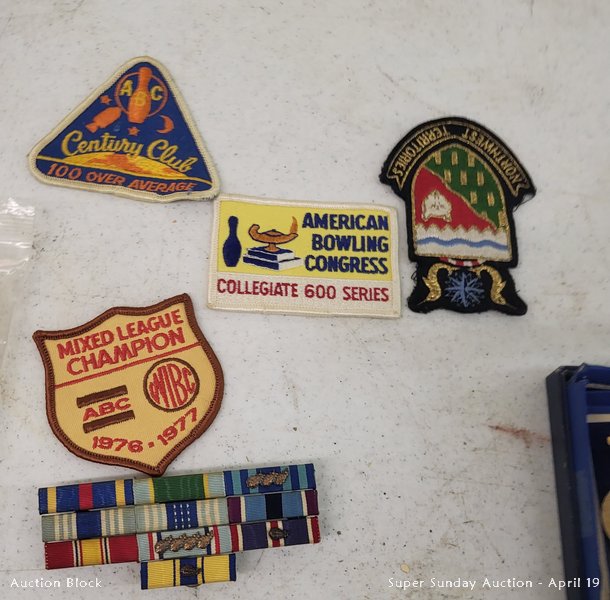 ABC
Century Club
100 OVER AVERAGE
AMERICAN
BOWLING
CONGRESS
COLLEGIATE 600 SERIES
NORTHWEST
TERRITORIES
MIXED LEAGUE
CHAMPION
ABC
WIBC
1976 • 1977
Auction Block
Super Sunday Auction - April 19